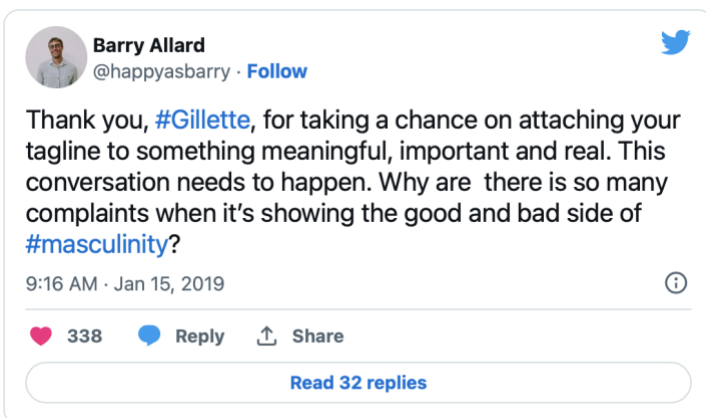 Barry Allard
@happyasbarry · Follow
Thank you, #Gillette, for taking a chance on attaching your
tagline to something meaningful, important and real. This
conversation needs to happen. Why are  there is so many
complaints when it’s showing the good and bad side of
#masculinity?
9:16 AM · Jan 15, 2019
338 Reply Share
Read 32 replies